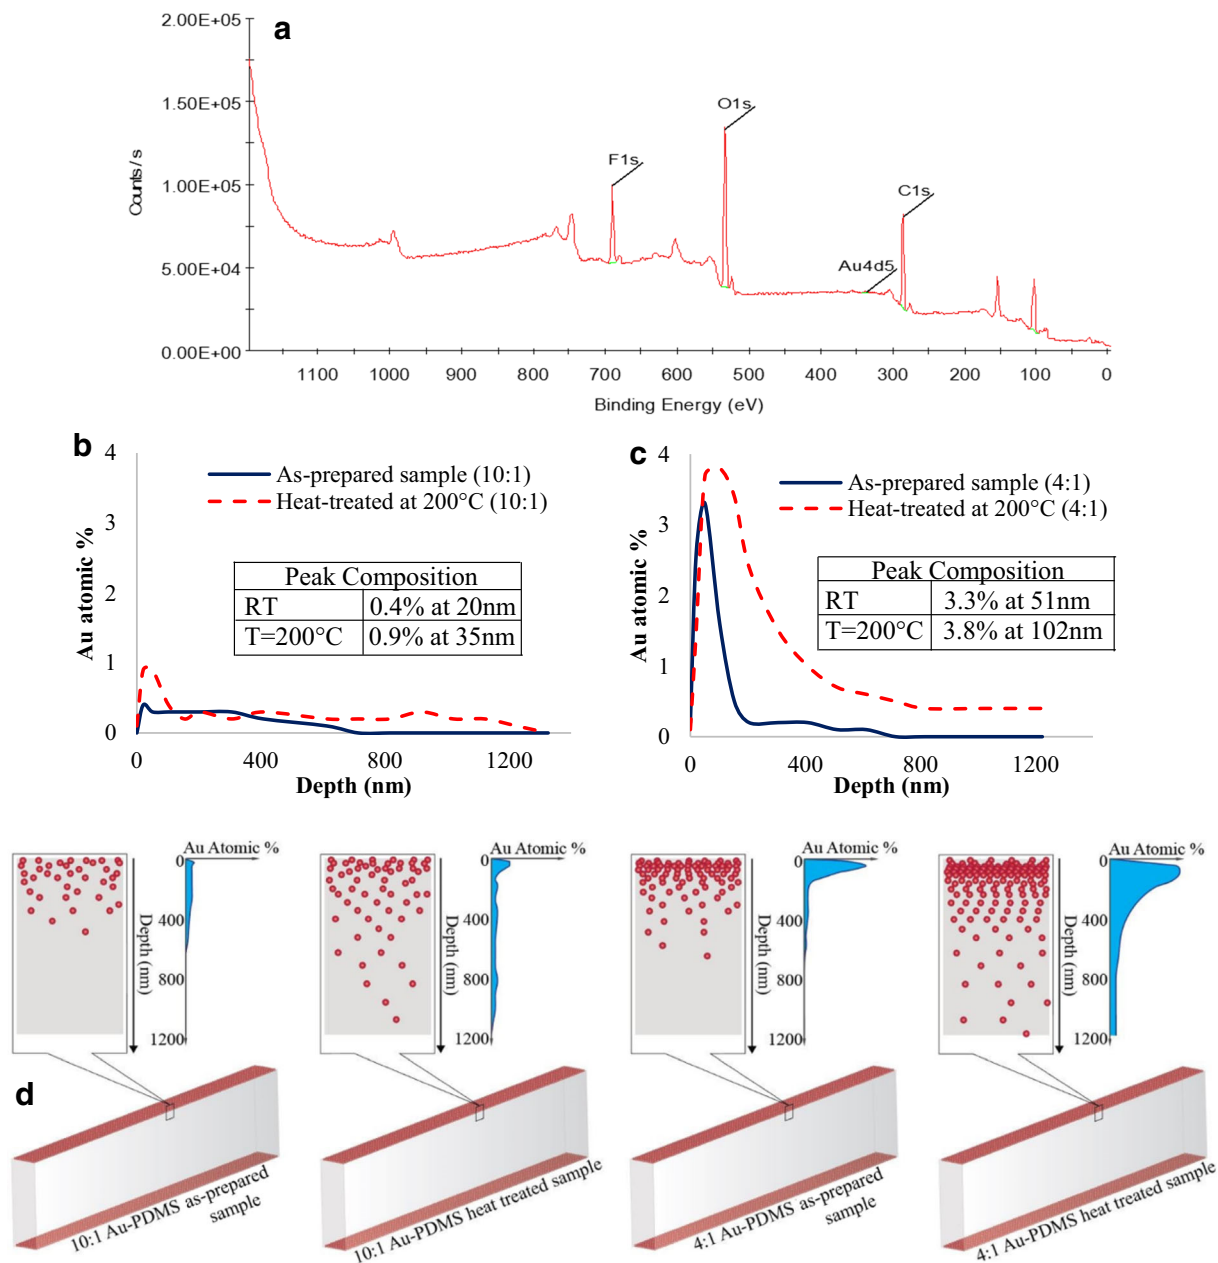 a
2.00E+05
1.50E+05
1.00E+05
5.00E+04
0.00E+00
Counts / s
O1s
F1s
C1s
Au4d5
1100 1000 900 800 700 600 500 400 300 200 100 0
Binding Energy (eV)
b
4
3
2
1
0
Au atomic %
As-prepared sample (10:1)
Heat-treated at 200°C (10:1)
Peak Composition
RT 0.4% at 20nm
T=200°C 0.9% at 35nm
0 400 800 1200
Depth (nm)
c
4
3
2
1
0
Au atomic %
As-prepared sample (4:1)
Heat-treated at 200°C (4:1)
Peak Composition
RT 3.3% at 51nm
T=200°C 3.8% at 102nm
0 400 800 1200
Depth (nm)
d
Au Atomic %
0
400
800
1200
Depth (nm)
10:1 Au-PDMS as-prepared
sample
Au Atomic %
0
400
800
1200
Depth (nm)
10:1 Au-PDMS heat treated sample
Au Atomic %
0
400
800
1200
Depth (nm)
4:1 Au-PDMS as-prepared
sample
Au Atomic %
0
400
800
1200
Depth (nm)
4:1 Au-PDMS heat treated sample